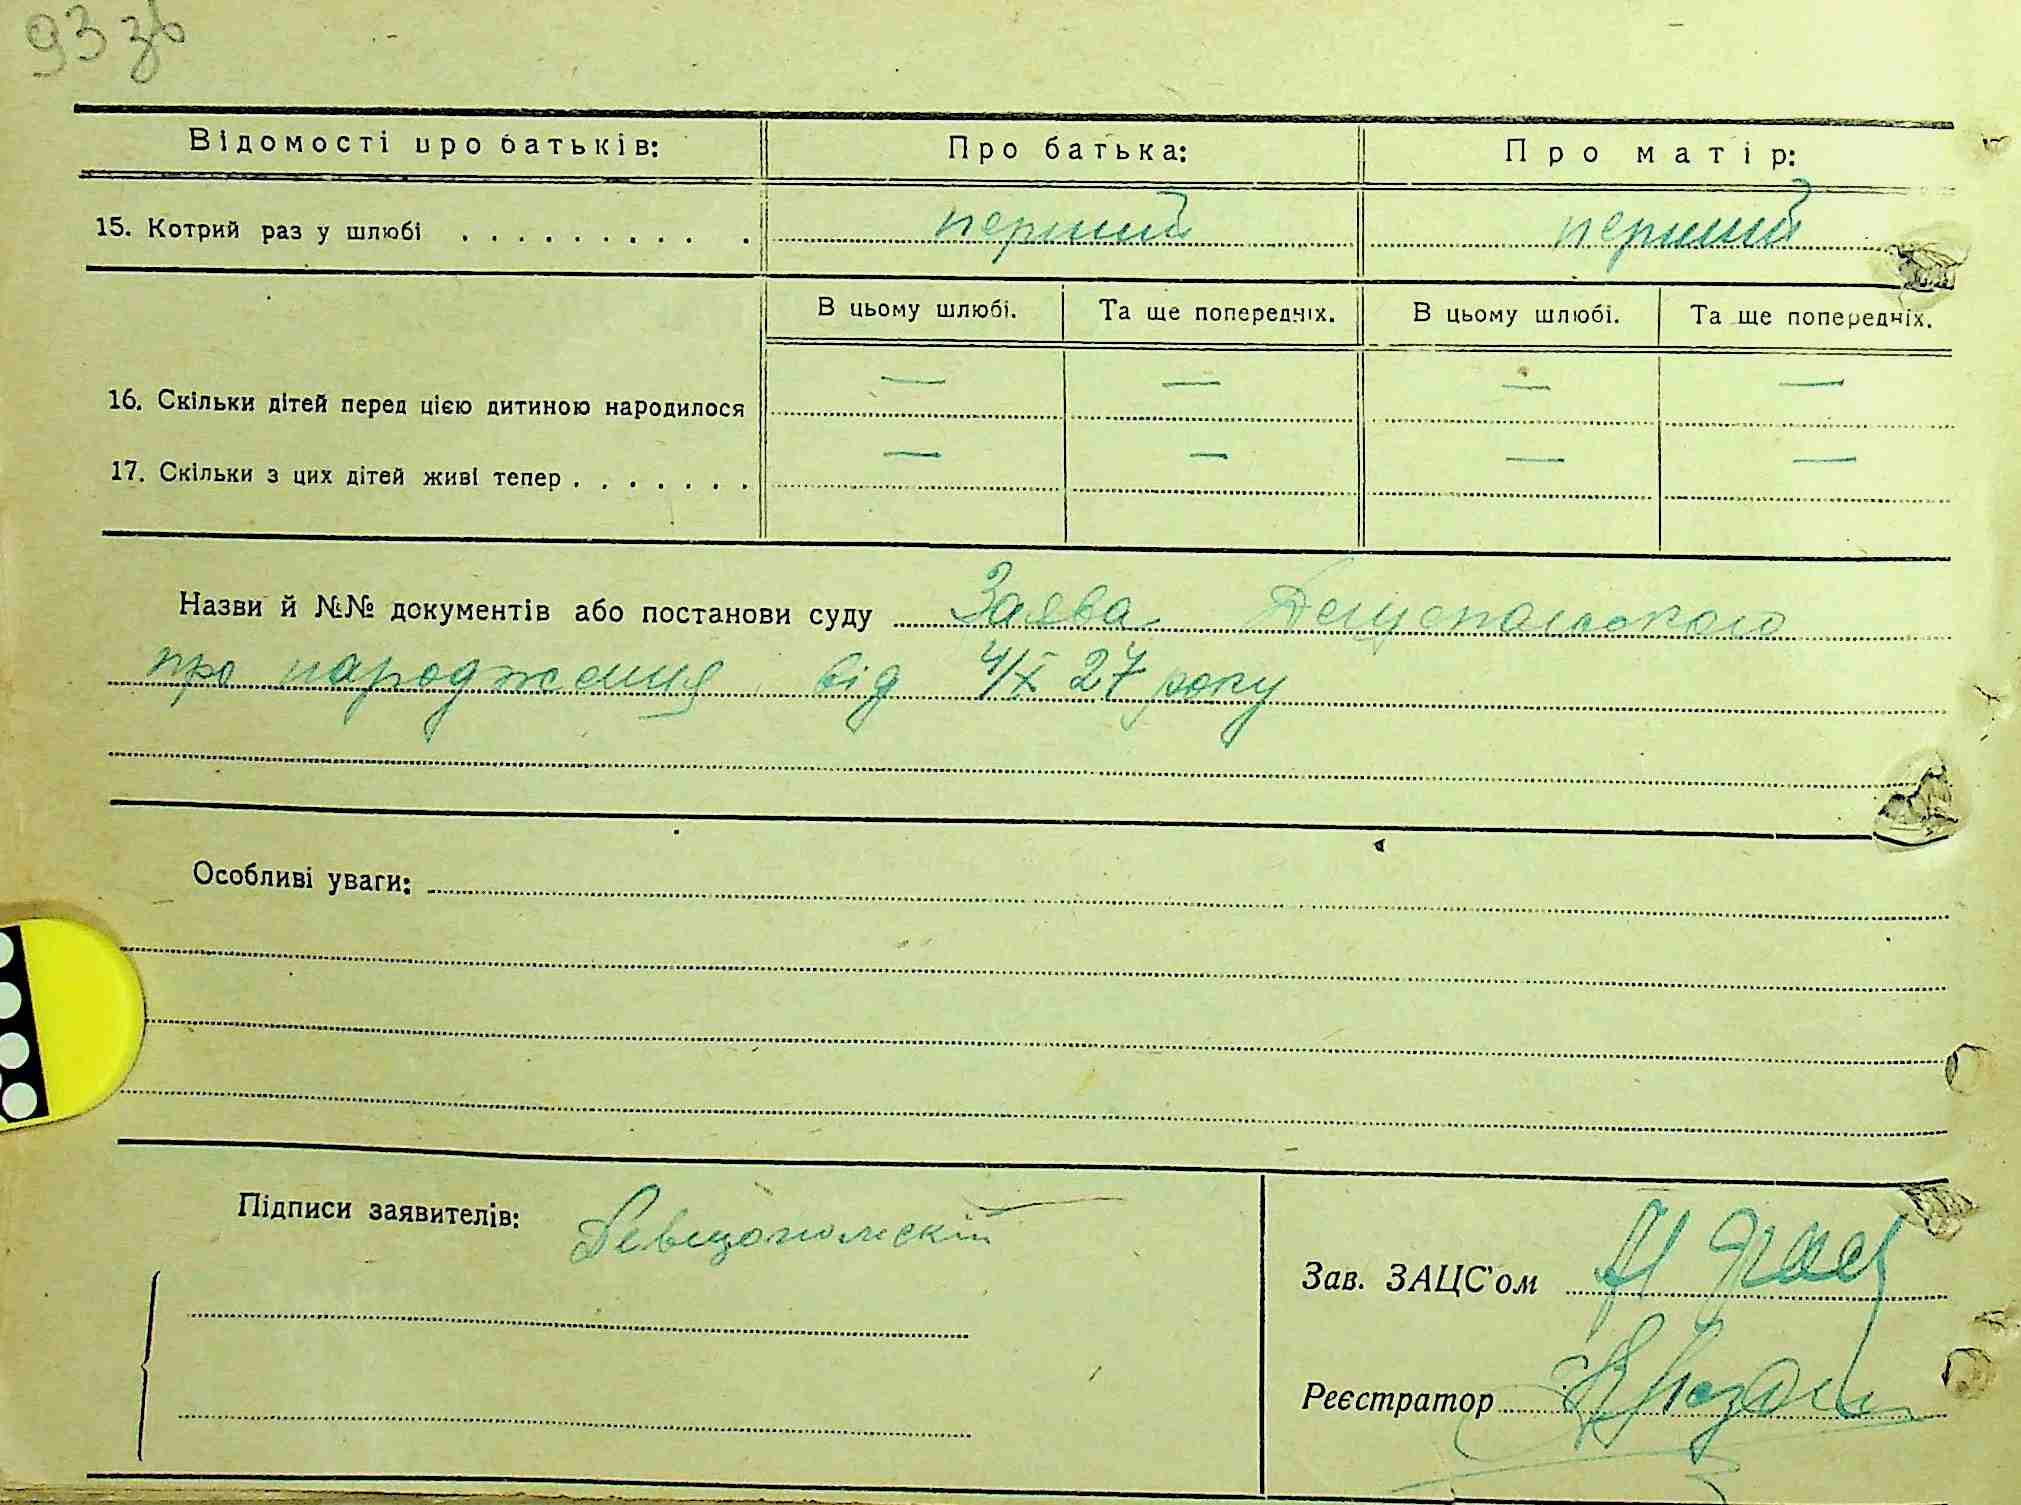 93 зв
Відомості про батьків: Про батька: Про матір:
15. Котрий раз у шлюбі . . . . . . . . . . перший перший
В цьому шлюбі. Та ще попередніх. В цьому шлюбі. Та ще попередніх.
16. Скільки дітей перед цією дитиною народилося — — — —
17. Скільки з цих дітей живі тепер . . . . . . . — — — —
Назви й №№ документів або постанови суду Заява
про народження від 4/X 27 року
Особливі уваги:
Підписи заявителів:
Зав. ЗАЦС'ом
Реєстратор